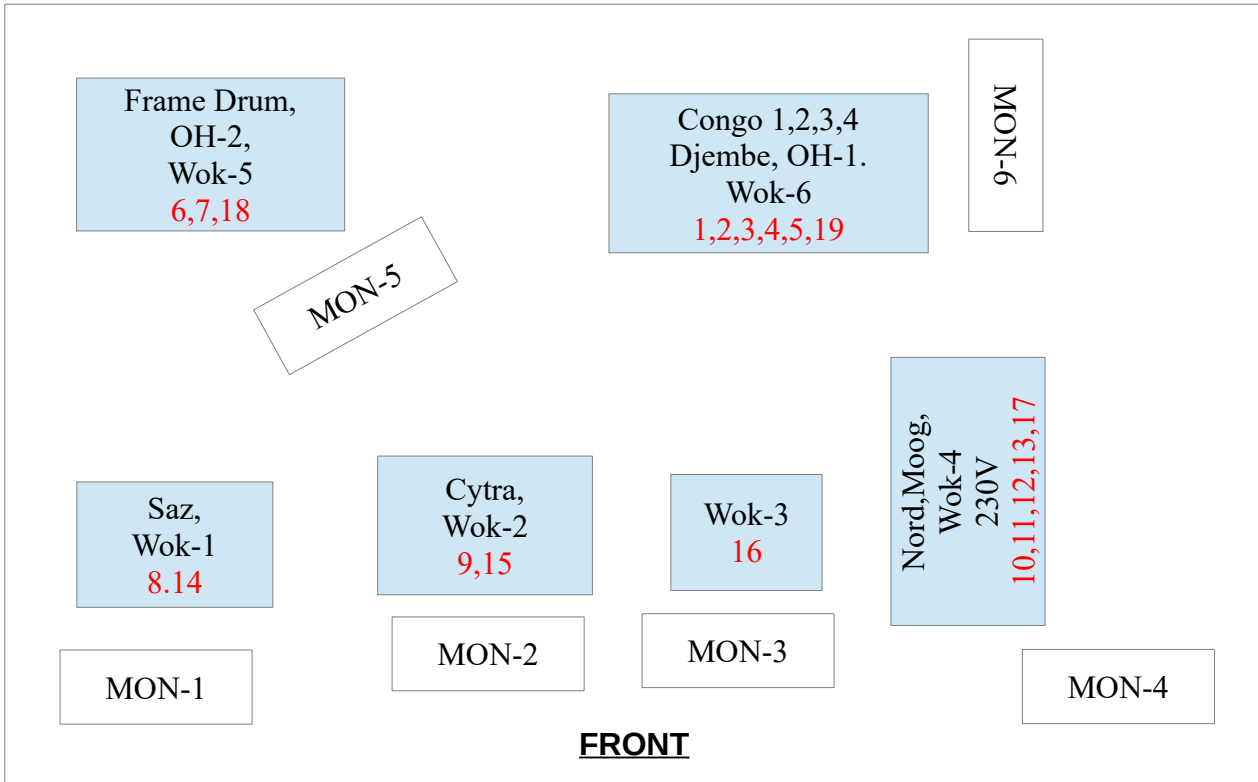 Frame Drum,
OH-2,
Wok-5
6,7,18
Congo 1,2,3,4
Djembe, OH-1.
Wok-6
1,2,3,4,5,19
MON-6
MON-5
Saz,
Wok-1
8.14
Cytra,
Wok-2
9,15
Wok-3
16
Nord,Moog,
Wok-4
230V
10,11,12,13,17
MON-1
MON-2
MON-3
MON-4
FRONT